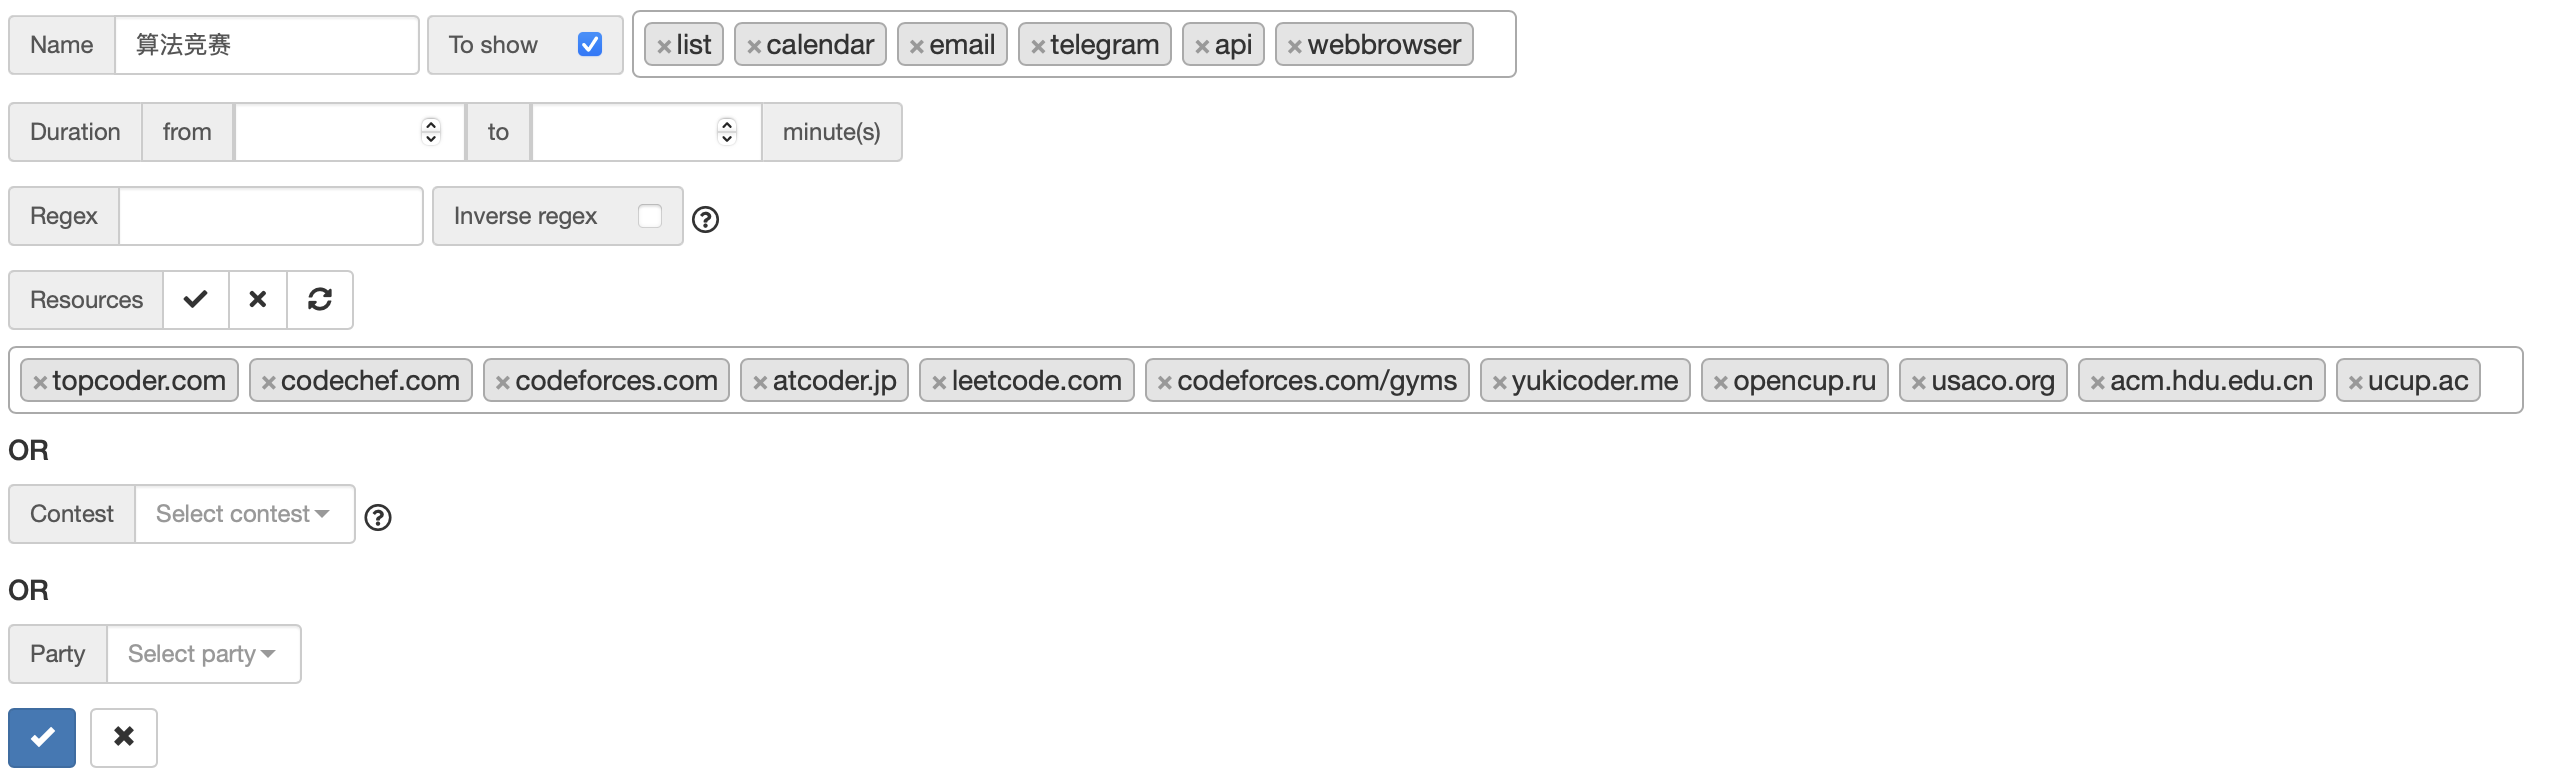 Name 算法竞赛 To show ×list ×calendar ×email ×telegram ×api ×webbrowser
Duration from to minute(s)
Regex Inverse regex
Resources
×topcoder.com ×codechef.com ×codeforces.com ×atcoder.jp ×leetcode.com ×codeforces.com/gyms ×yukicoder.me ×opencup.ru ×usaco.org ×acm.hdu.edu.cn ×ucup.ac
OR
Contest Select contest
OR
Party Select party